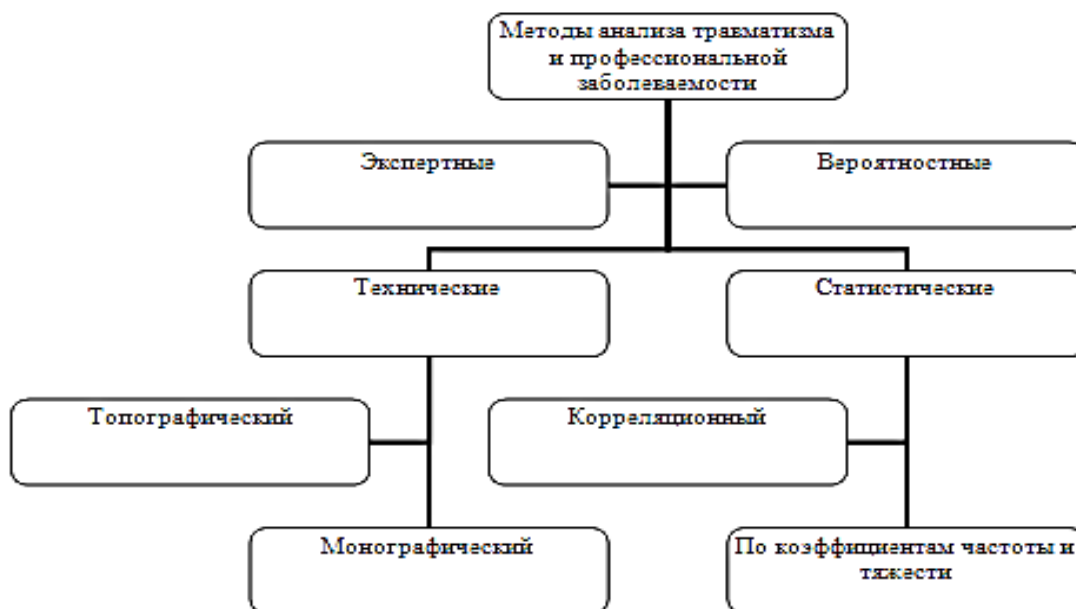 Методы анализа травматизма
и профессиональной
заболеваемости
Экспертные
Вероятностные
Технические
Статистические
Топографический
Корреляционный
Монографический
По коэффициентам частоты и
тяжести